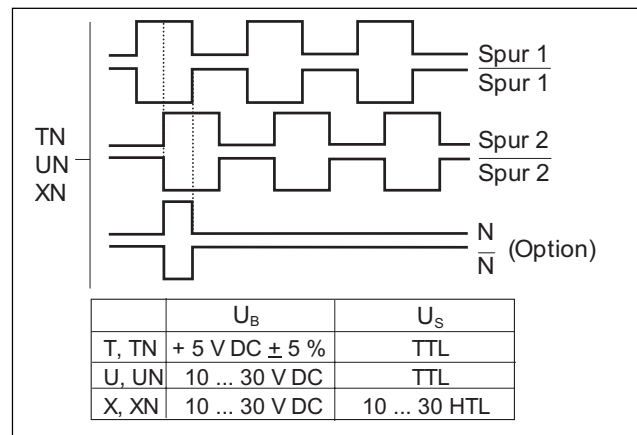 Spur 1
Spur 1
TN
UN
XN
Spur 2
Spur 2
N
N (Option)
U_B U_S
T, TN + 5 V DC ± 5 % TTL
U, UN 10 ... 30 V DC TTL
X, XN 10 ... 30 V DC 10 ... 30 HTL